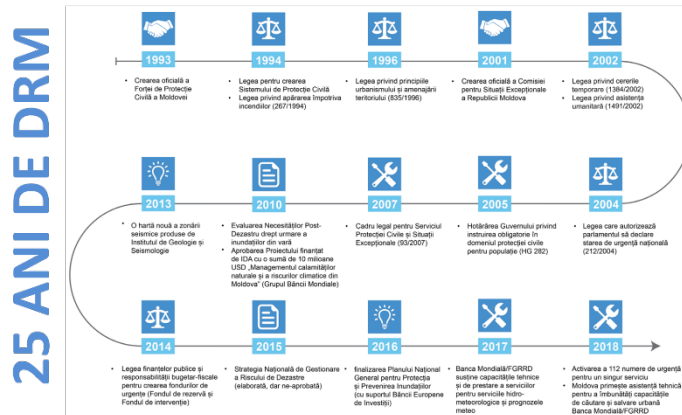 25 ANI DE DRM
1993
• Crearea oficială a
Forței de Protecție
Civilă a Moldovei
1994
• Legea pentru crearea
Sistemului de Protecție Civilă
• Legea privind apărarea împotriva
incendiilor (267/1994)
1996
• Legea privind principiile
urbanismului și amenajării
teritoriului (835/1996)
2001
• Crearea oficială a Comisiei
pentru Situații Excepționale
a Republicii Moldova
2002
• Legea privind cererile
temporare (1384/2002)
• Legea privind asistența
umanitară (1491/2002)
2013
• O hartă nouă a zonării
seismice produse de
Institutul de Geologie și
Seismologie
2010
• Evaluarea Necesităților Post-
Dezastru drept urmare a
inundațiilor din vară
• Aprobarea Proiectului finanțat
de IDA cu o sumă de 10 milioane
USD „Managementul calamităților
naturale și a riscurilor climatice din
Moldova” (Grupul Băncii Mondiale)
2007
• Cadru legal pentru Serviciul
Protecției Civile și Situații
Excepționale (93/2007)
2005
• Hotărârea Guvernului privind
instruirea obligatorie în
domeniul protecției civile
pentru populație (HG 282)
2004
• Legea care autorizează
parlamentul să declare
starea de urgență națională
(212/2004)
2014
• Legea finanțelor publice și
responsabilității bugetar-fiscale
pentru crearea fondurilor de
urgențe (Fondul de rezervă și
Fondul de intervenție)
2015
• Strategia Națională de Gestionare
a Riscului de Dezastre
(elaborată, dar ne-aprobată)
2016
• finalizarea Planului Național
General pentru Protecția
și Prevenirea Inundațiilor
(cu suportul Băncii Europene
de Investiții)
2017
• Banca Mondială/FGRRD
susține capacitățile tehnice
și de prestare a serviciilor
pentru serviciile hidro-
meteorologice și prognozele
meteo
2018
• Activarea a 112 numere de urgență
pentru un singur serviciu
• Moldova primește asistență tehnică
pentru a îmbunătăți capacitățile
de căutare și salvare urbană
Banca Mondială/FGRRD